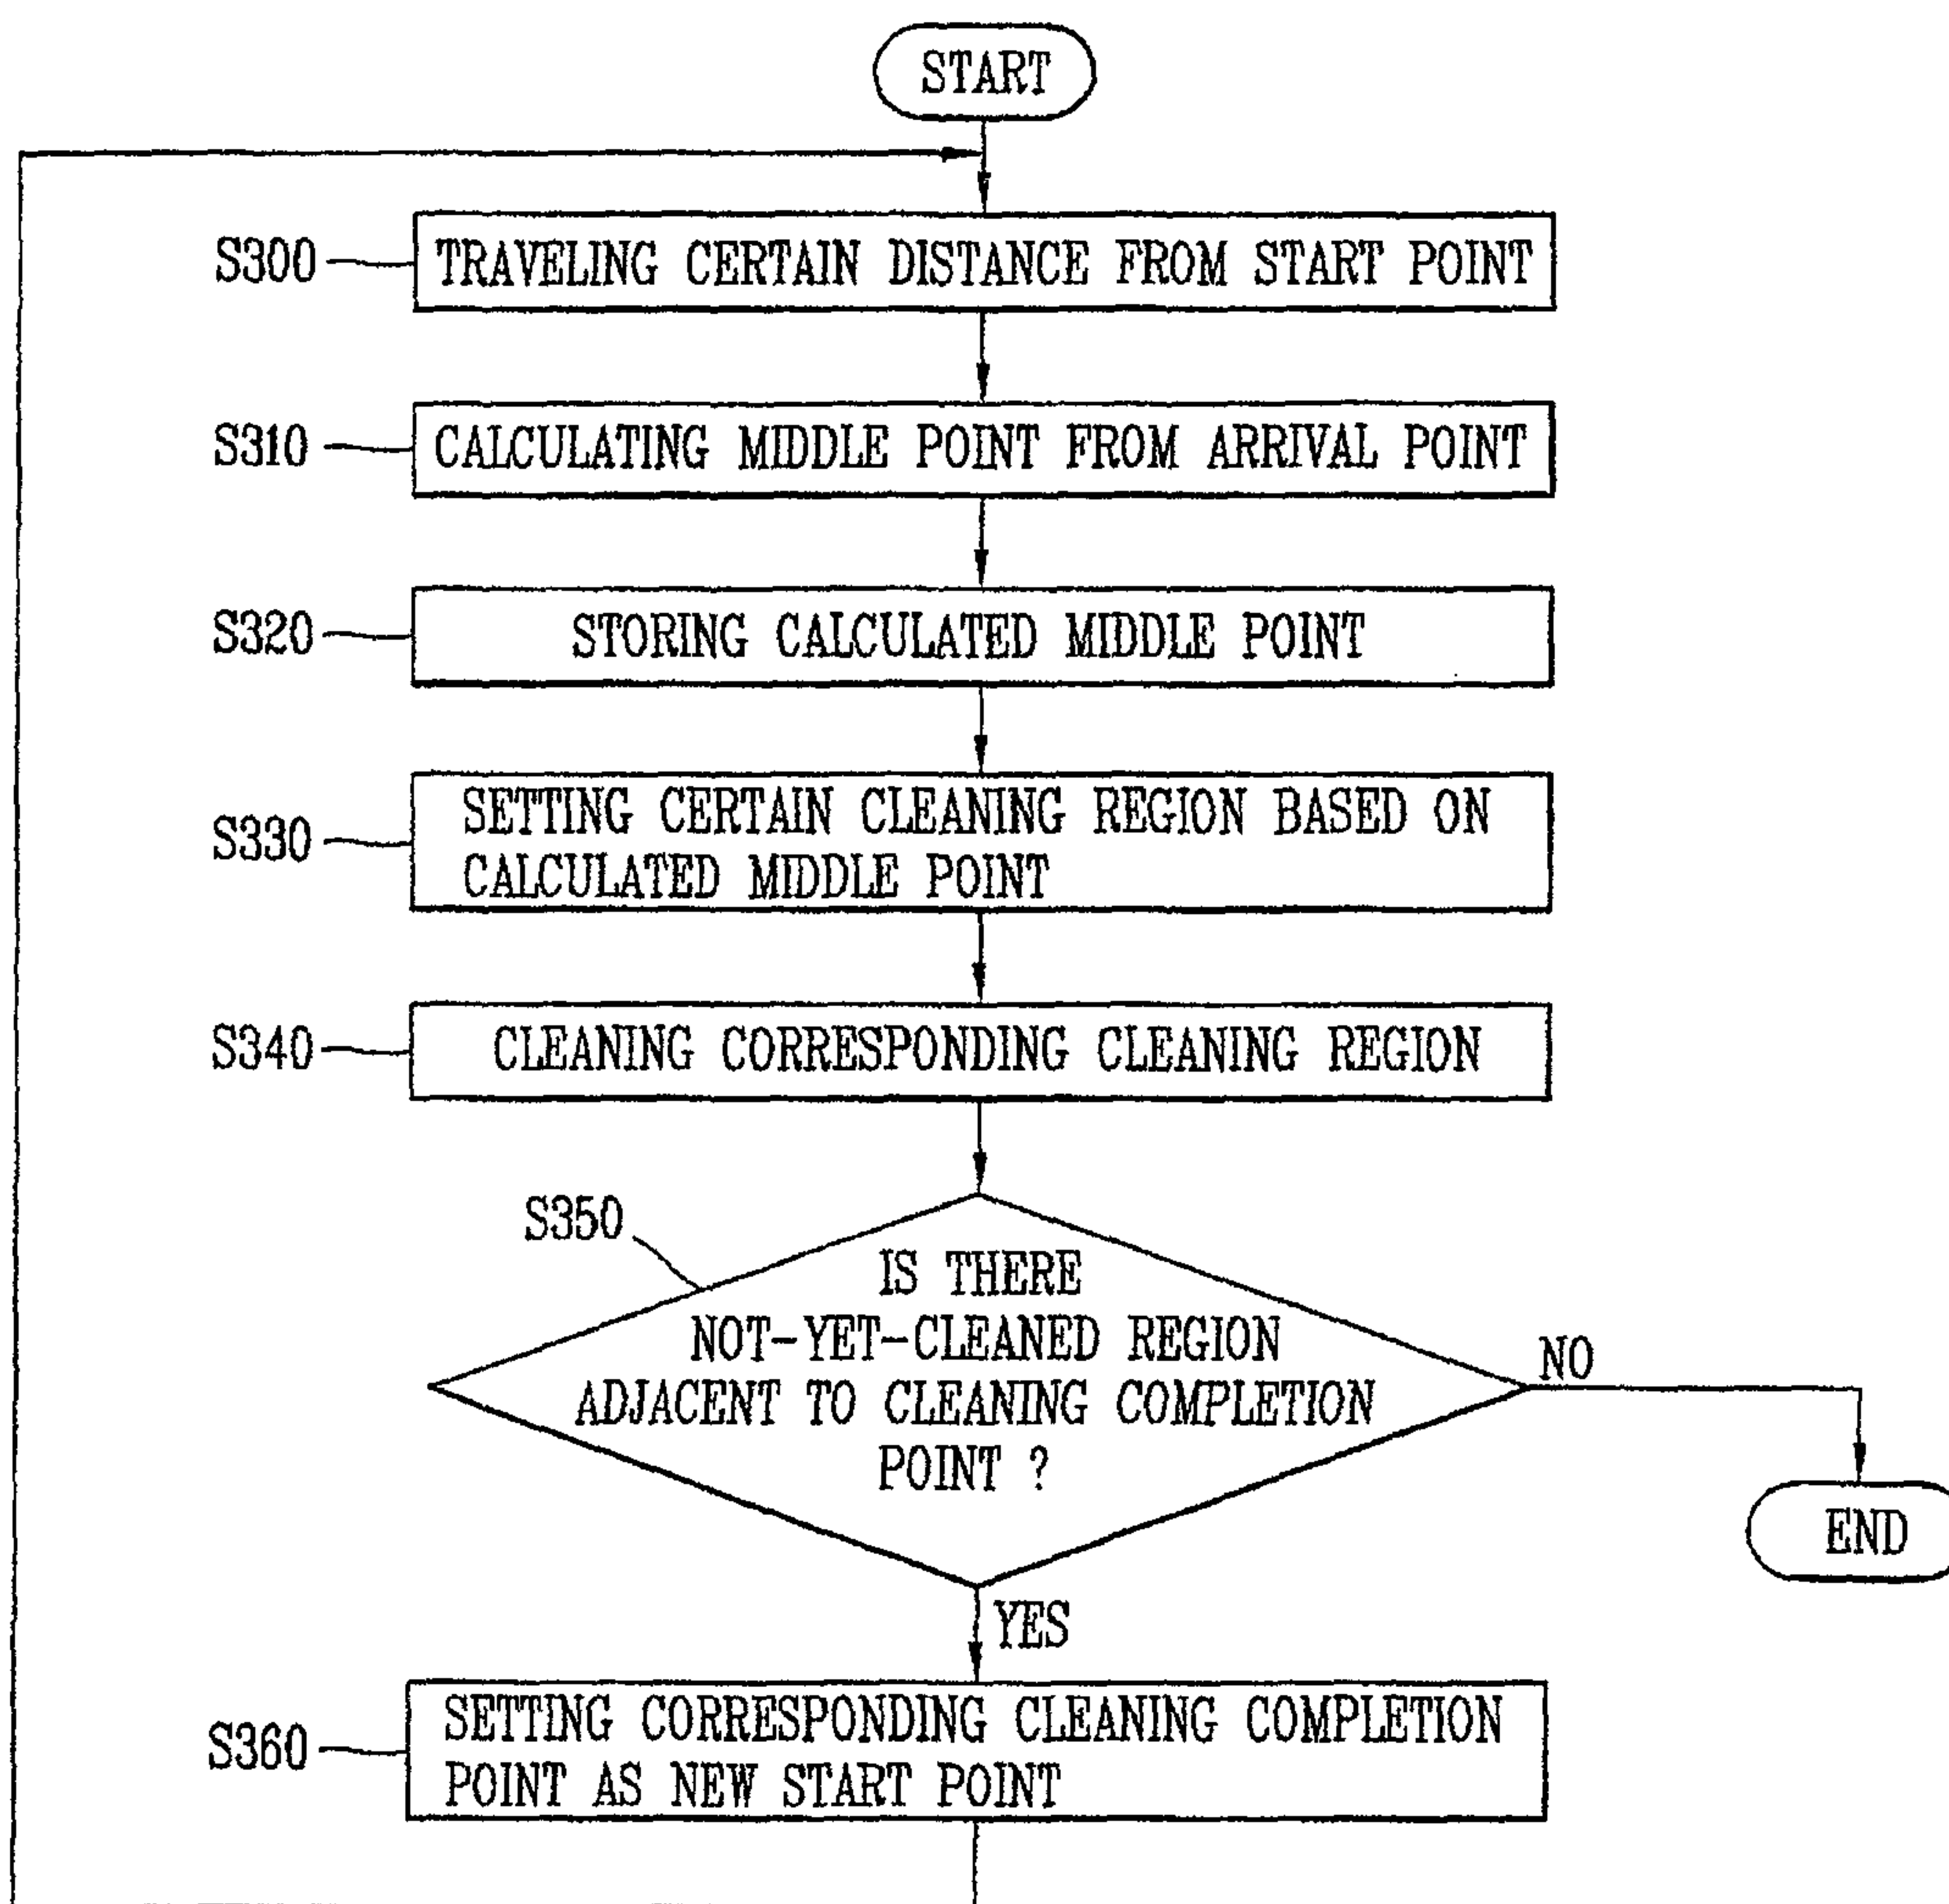 START
S300
TRAVELING CERTAIN DISTANCE FROM START POINT
S310
CALCULATING MIDDLE POINT FROM ARRIVAL POINT
S320
STORING CALCULATED MIDDLE POINT
S330
SETTING CERTAIN CLEANING REGION BASED ON
CALCULATED MIDDLE POINT
S340
CLEANING CORRESPONDING CLEANING REGION
S350
IS THERE
NOT-YET-CLEANED REGION
ADJACENT TO CLEANING COMPLETION
POINT ?
NO
END
YES
S360
SETTING CORRESPONDING CLEANING COMPLETION
POINT AS NEW START POINT